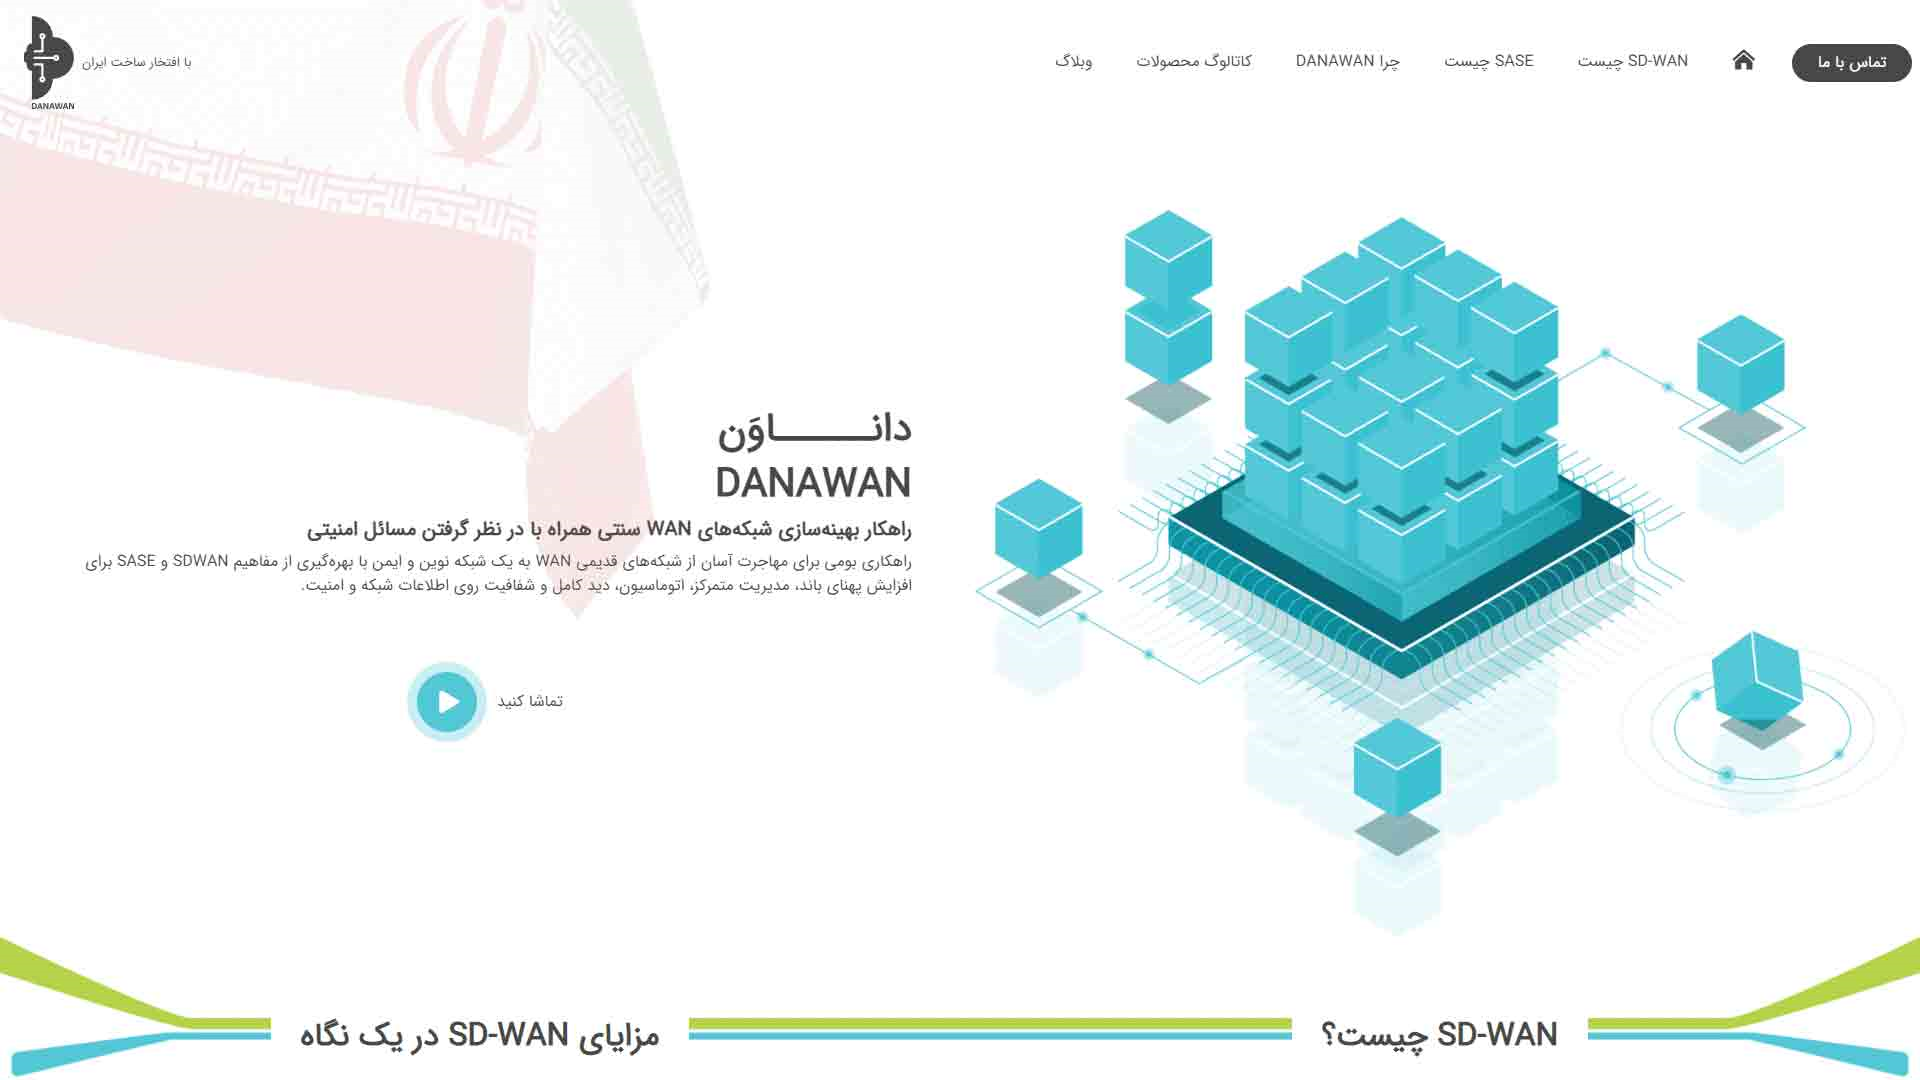 تماس با ما
SD-WAN چیست
SASE چیست
چرا DANAWAN
کاتالوگ محصولات
وبلاگ
با افتخار ساخت ایران
DANAWAN
دانــــــاوَن
DANAWAN
راهکار بهینه‌سازی شبکه‌های WAN سنتی همراه با در نظر گرفتن مسائل امنیتی
راهکاری بومی برای مهاجرت آسان از شبکه‌های قدیمی WAN به یک شبکه نوین و ایمن با بهره‌گیری از مفاهیم SDWAN و SASE برای
افزایش پهنای باند، مدیریت متمرکز، اتوماسیون، دید کامل و شفافیت روی اطلاعات شبکه و امنیت.
تماشا کنید
SD-WAN چیست؟
مزایای SD-WAN در یک نگاه